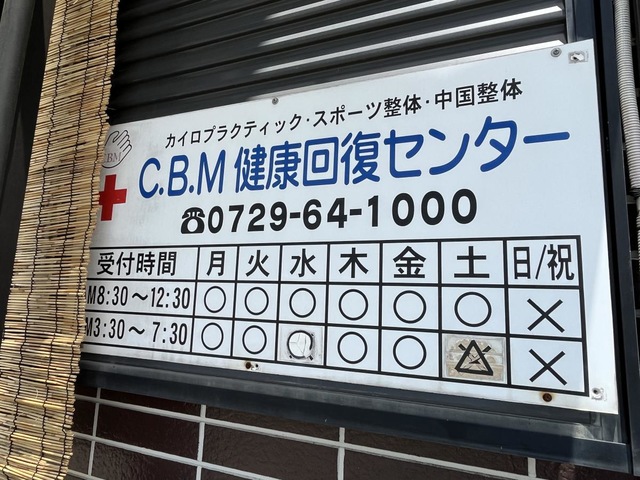 カイロプラクティック・スポーツ整体・中国整体
C.B.M
C.B.M 健康回復センター
☎0729-64-1000
受付時間 月 火 水 木 金 土 日/祝
M8:30～12:30 ○ ○ ○ ○ ○ ○ ×
M3:30～7:30 ○ ○ ○ ○ ○ △ ×